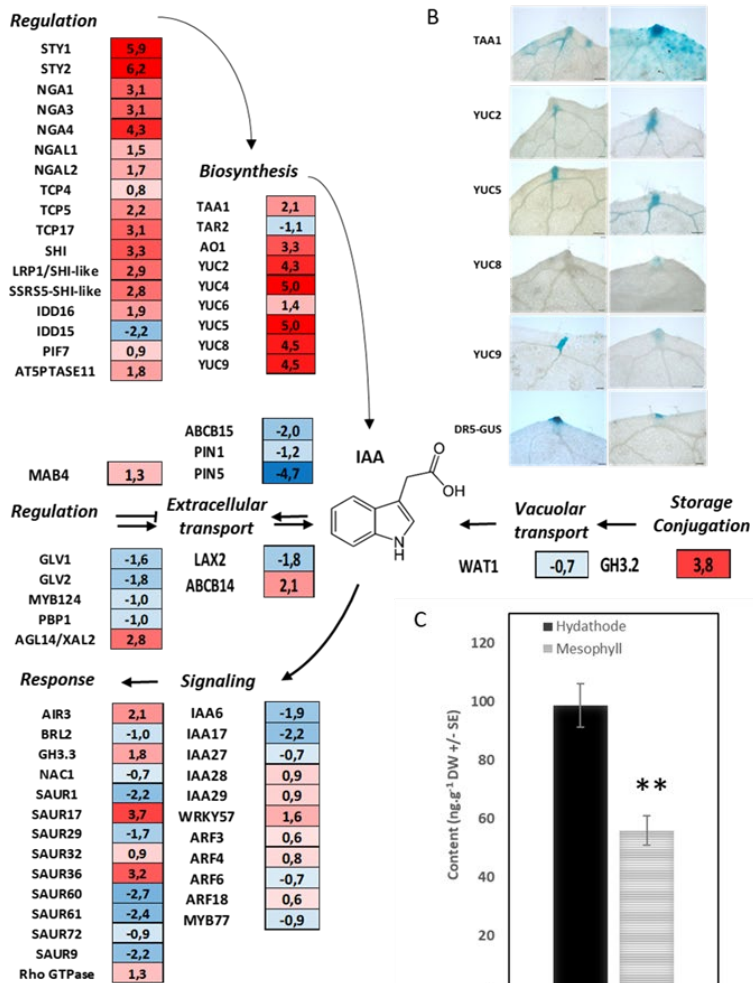 Regulation
STY1 5,9
STY2 6,2
NGA1 3,1
NGA3 3,1
NGA4 4,3
NGAL1 1,5
NGAL2 1,7
TCP4 0,8
TCP5 2,2
TCP17 3,1
SHI 3,3
LRP1/SHI-like 2,9
SSRS5-SHI-like 2,8
IDD16 1,9
IDD15 -2,2
PIF7 0,9
AT5PTASE11 1,8
Biosynthesis
TAA1 2,1
TAR2 -1,1
AO1 3,3
YUC2 4,3
YUC4 5,0
YUC6 1,4
YUC5 5,0
YUC8 4,5
YUC9 4,5
B
TAA1
YUC2
YUC5
YUC8
YUC9
DR5-GUS
MAB4 1,3
ABCB15 -2,0
PIN1 -1,2
PIN5 -4,7
IAA
O
OH
N
H
Regulation
Extracellular
transport
Vacuolar
transport
Storage
Conjugation
GLV1 -1,6
GLV2 -1,8
MYB124 -1,0
PBP1 -1,0
AGL14/XAL2 2,8
LAX2 -1,8
ABCB14 2,1
WAT1 -0,7
GH3.2 3,8
Response
AIR3 2,1
BRL2 -1,0
GH3.3 1,8
NAC1 -0,7
SAUR1 -2,2
SAUR17 3,7
SAUR29 -1,7
SAUR32 0,9
SAUR36 3,2
SAUR60 -2,7
SAUR61 -2,4
SAUR72 -0,9
SAUR9 -2,2
Rho GTPase 1,3
Signaling
IAA6 -1,9
IAA17 -2,2
IAA27 -0,7
IAA28 0,9
IAA29 0,9
WRKY57 1,6
ARF3 0,6
ARF4 0,8
ARF6 -0,7
ARF18 0,6
MYB77 -0,9
C
Hydathode
Mesophyll
Content (ng.g⁻¹ DW +/- SE)
120
100
80
60
40
20
**